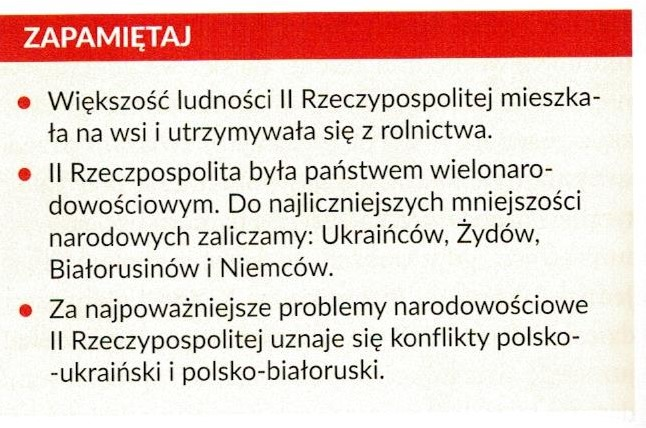 ZAPAMIĘTAJ
● Większość ludności II Rzeczypospolitej mieszka-
ła na wsi i utrzymywała się z rolnictwa.
● II Rzeczpospolita była państwem wielonaro-
dowościowym. Do najliczniejszych mniejszości
narodowych zaliczamy: Ukraińców, Żydów,
Białorusinów i Niemców.
● Za najpoważniejsze problemy narodowościowe
II Rzeczypospolitej uznaje się konflikty polsko-
-ukraiński i polsko-białoruski.